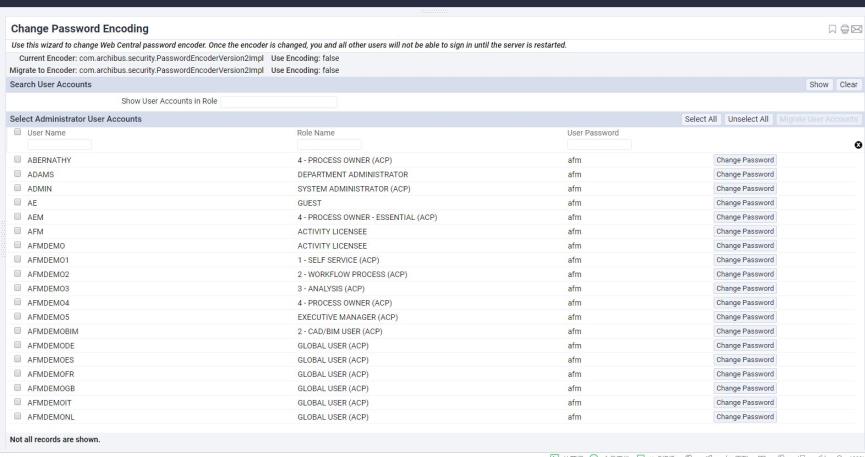 Change Password Encoding
Use this wizard to change Web Central password encoder. Once the encoder is changed, you and all other users will not be able to sign in until the server is restarted.
Current Encoder: com.archibus.security.PasswordEncoderVersion2Impl Use Encoding: false
Migrate to Encoder: com.archibus.security.PasswordEncoderVersion2Impl Use Encoding: false
Search User Accounts Show Clear
Show User Accounts in Role
Select Administrator User Accounts Select All Unselect All Migrate User Accounts
User Name Role Name User Password
ABERNATHY 4 - PROCESS OWNER (ACP) afm Change Password
ADAMS DEPARTMENT ADMINISTRATOR afm Change Password
ADMIN SYSTEM ADMINISTRATOR (ACP) afm Change Password
AE GUEST afm Change Password
AEM 4 - PROCESS OWNER - ESSENTIAL (ACP) afm Change Password
AFM ACTIVITY LICENSEE afm Change Password
AFMDEMO ACTIVITY LICENSEE afm Change Password
AFMDEMO1 1 - SELF SERVICE (ACP) afm Change Password
AFMDEMO2 2 - WORKFLOW PROCESS (ACP) afm Change Password
AFMDEMO3 3 - ANALYSIS (ACP) afm Change Password
AFMDEMO4 4 - PROCESS OWNER (ACP) afm Change Password
AFMDEMO5 EXECUTIVE MANAGER (ACP) afm Change Password
AFMDEMOBIM 2 - CAD/BIM USER (ACP) afm Change Password
AFMDEMODE GLOBAL USER (ACP) afm Change Password
AFMDEMOES GLOBAL USER (ACP) afm Change Password
AFMDEMOFR GLOBAL USER (ACP) afm Change Password
AFMDEMOGB GLOBAL USER (ACP) afm Change Password
AFMDEMOIT GLOBAL USER (ACP) afm Change Password
AFMDEMONL GLOBAL USER (ACP) afm Change Password
Not all records are shown.